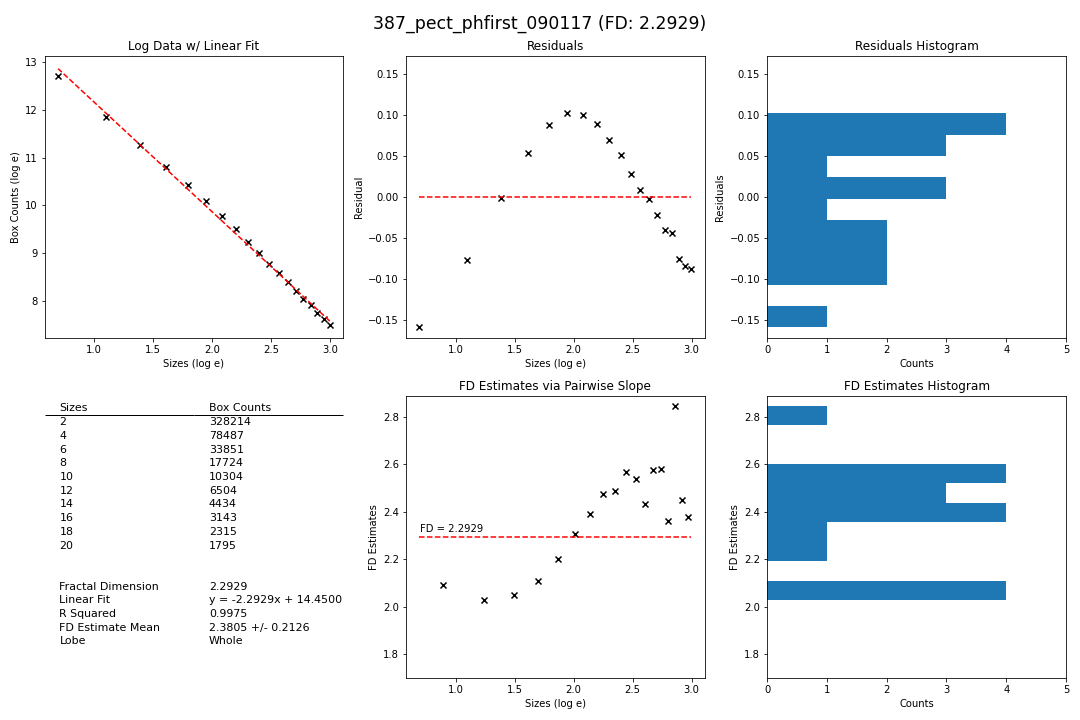 387_pect_phfirst_090117 (FD: 2.2929)
Log Data w/ Linear Fit
Box Counts (log e)
13
12
11
10
9
8
1.0 1.5 2.0 2.5 3.0
Sizes (log e)
Residuals
Residual
0.15
0.10
0.05
0.00
−0.05
−0.10
−0.15
1.0 1.5 2.0 2.5 3.0
Sizes (log e)
Residuals Histogram
Residuals
0.15
0.10
0.05
0.00
−0.05
−0.10
−0.15
0 1 2 3 4 5
Counts
Sizes Box Counts
2 328214
4 78487
6 33851
8 17724
10 10304
12 6504
14 4434
16 3143
18 2315
20 1795
Fractal Dimension 2.2929
Linear Fit y = -2.2929x + 14.4500
R Squared 0.9975
FD Estimate Mean 2.3805 +/- 0.2126
Lobe Whole
FD Estimates via Pairwise Slope
FD Estimates
2.8
2.6
2.4
2.2
2.0
1.8
FD = 2.2929
1.0 1.5 2.0 2.5 3.0
Sizes (log e)
FD Estimates Histogram
FD Estimates
2.8
2.6
2.4
2.2
2.0
1.8
0 1 2 3 4 5
Counts